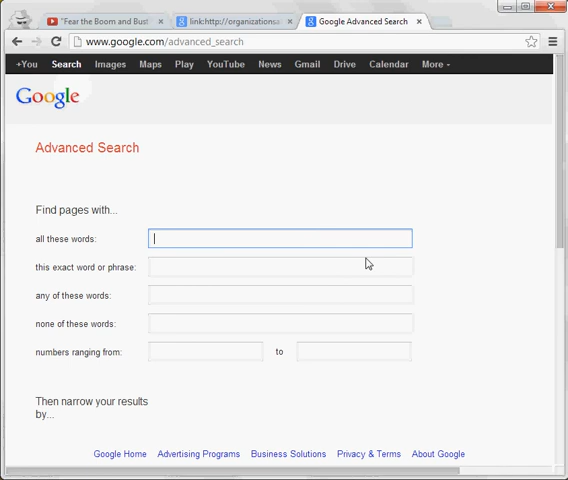 "Fear the Boom and Bust
link:http://organizationsa
Google Advanced Search
www.google.com/advanced_search
+You Search Images Maps Play YouTube News Gmail Drive Calendar More
Google
Advanced Search
Find pages with...
all these words:
this exact word or phrase:
any of these words:
none of these words:
numbers ranging from: to
Then narrow your results
by...
Google Home Advertising Programs Business Solutions Privacy & Terms About Google